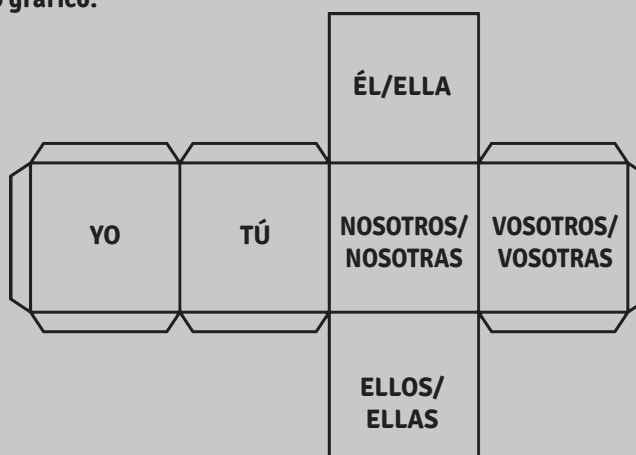 gráfico.
ÉL/ELLA
YO
TÚ
NOSOTROS/
NOSOTRAS
VOSOTROS/
VOSOTRAS
ELLOS/
ELLAS